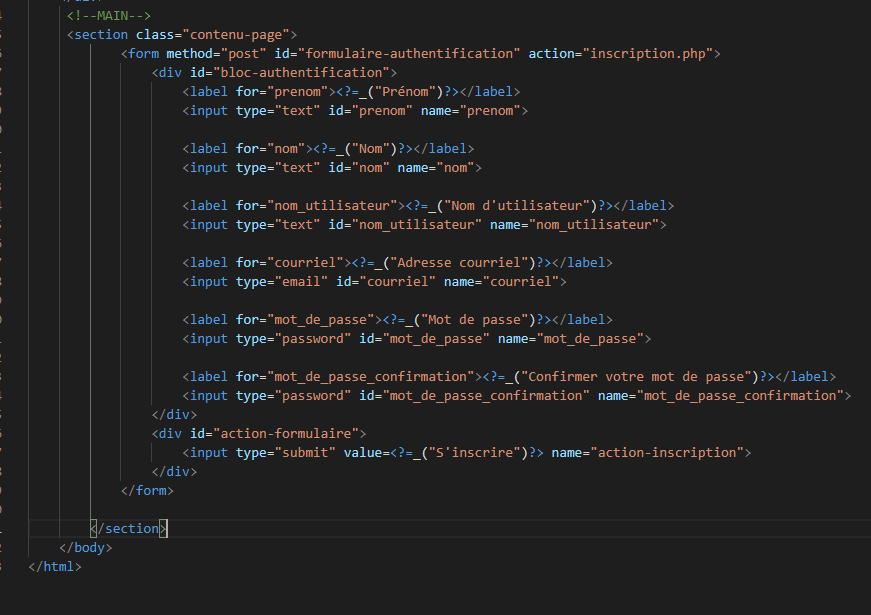 <!--MAIN-->
<section class="contenu-page">
<form method="post" id="formulaire-authentification" action="inscription.php">
<div id="bloc-authentification">
<label for="prenom"><?=_("Prénom")?></label>
<input type="text" id="prenom" name="prenom">
<label for="nom"><?=_("Nom")?></label>
<input type="text" id="nom" name="nom">
<label for="nom_utilisateur"><?=_("Nom d'utilisateur")?></label>
<input type="text" id="nom_utilisateur" name="nom_utilisateur">
<label for="courriel"><?=_("Adresse courriel")?></label>
<input type="email" id="courriel" name="courriel">
<label for="mot_de_passe"><?=_("Mot de passe")?></label>
<input type="password" id="mot_de_passe" name="mot_de_passe">
<label for="mot_de_passe_confirmation"><?=_("Confirmer votre mot de passe")?></label>
<input type="password" id="mot_de_passe_confirmation" name="mot_de_passe_confirmation">
</div>
<div id="action-formulaire">
<input type="submit" value=<?=_("S'inscrire")?> name="action-inscription">
</div>
</form>
</section>
</body>
</html>